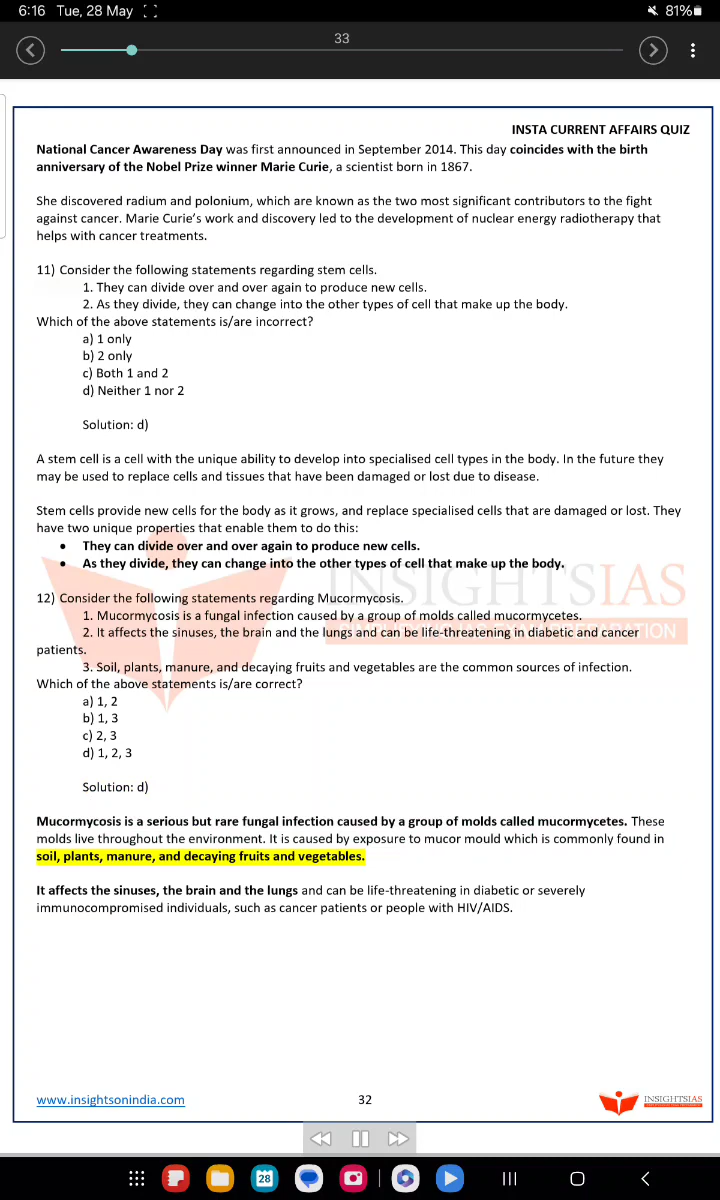 6:16 Tue, 28 May
81%
33
INSTA CURRENT AFFAIRS QUIZ
National Cancer Awareness Day was first announced in September 2014. This day coincides with the birth
anniversary of the Nobel Prize winner Marie Curie, a scientist born in 1867.
She discovered radium and polonium, which are known as the two most significant contributors to the fight
against cancer. Marie Curie's work and discovery led to the development of nuclear energy radiotherapy that
helps with cancer treatments.
11) Consider the following statements regarding stem cells.
1. They can divide over and over again to produce new cells.
2. As they divide, they can change into the other types of cell that make up the body.
Which of the above statements is/are incorrect?
a) 1 only
b) 2 only
c) Both 1 and 2
d) Neither 1 nor 2
Solution: d)
A stem cell is a cell with the unique ability to develop into specialised cell types in the body. In the future they
may be used to replace cells and tissues that have been damaged or lost due to disease.
Stem cells provide new cells for the body as it grows, and replace specialised cells that are damaged or lost. They
have two unique properties that enable them to do this:
• They can divide over and over again to produce new cells.
• As they divide, they can change into the other types of cell that make up the body.
INSIGHTSIAS
12) Consider the following statements regarding Mucormycosis.
1. Mucormycosis is a fungal infection caused by a group of molds called mucormycetes.
2. It affects the sinuses, the brain and the lungs and can be life-threatening in diabetic and cancer
patients.
3. Soil, plants, manure, and decaying fruits and vegetables are the common sources of infection.
Which of the above statements is/are correct?
a) 1, 2
b) 1, 3
c) 2, 3
d) 1, 2, 3
Solution: d)
Mucormycosis is a serious but rare fungal infection caused by a group of molds called mucormycetes. These
molds live throughout the environment. It is caused by exposure to mucor mould which is commonly found in
soil, plants, manure, and decaying fruits and vegetables.
It affects the sinuses, the brain and the lungs and can be life-threatening in diabetic or severely
immunocompromised individuals, such as cancer patients or people with HIV/AIDS.
www.insightsonindia.com
32
INSIGHTSIAS
28